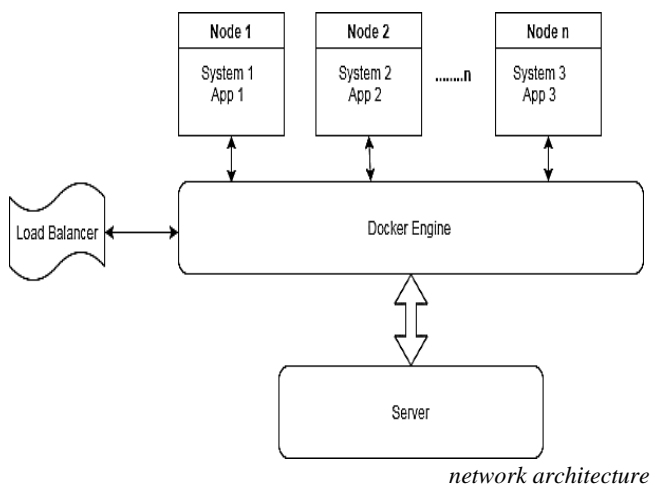 Node 1
System 1
App 1
Node 2
System 2
App 2
........n
Node n
System 3
App 3
Load Balancer
Docker Engine
Server
network architecture